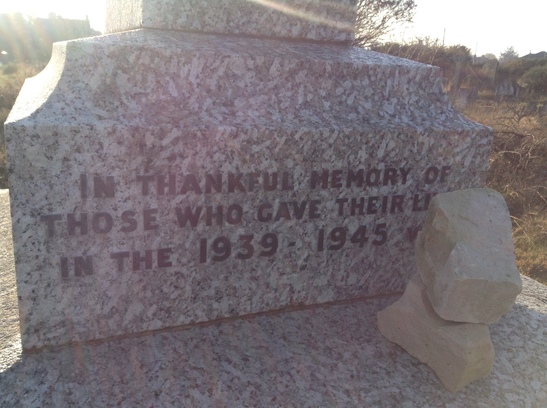 IN THANKFUL MEMORY OF
THOSE WHO GAVE THEIR
IN THE 1939 - 1945